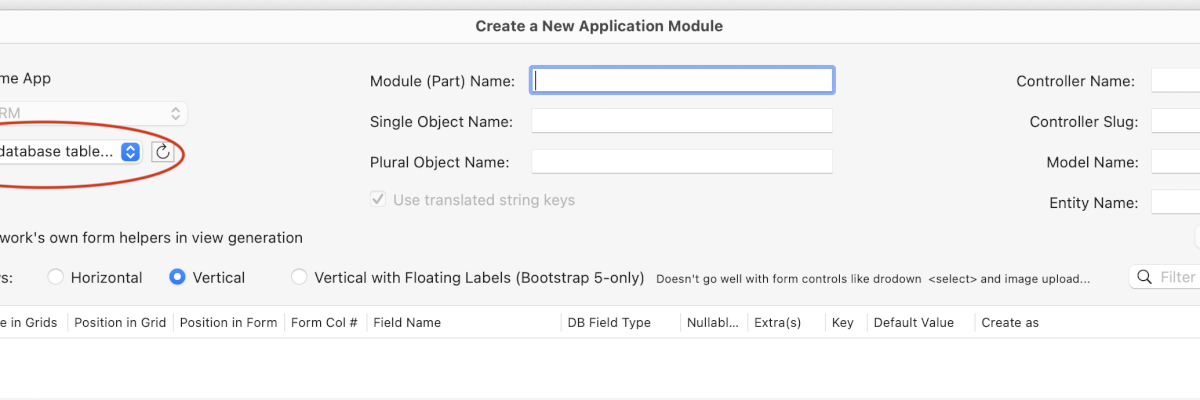 Create a New Application Module
me App
Module (Part) Name:
Controller Name:
RM
Single Object Name:
Controller Slug:
database table...
Plural Object Name:
Model Name:
Use translated string keys
Entity Name:
work's own form helpers in view generation
s: Horizontal Vertical Vertical with Floating Labels (Bootstrap 5-only) Doesn't go well with form controls like drodown <select> and image upload... Filter
e in Grids Position in Grid Position in Form Form Col # Field Name DB Field Type Nullabl... Extra(s) Key Default Value Create as